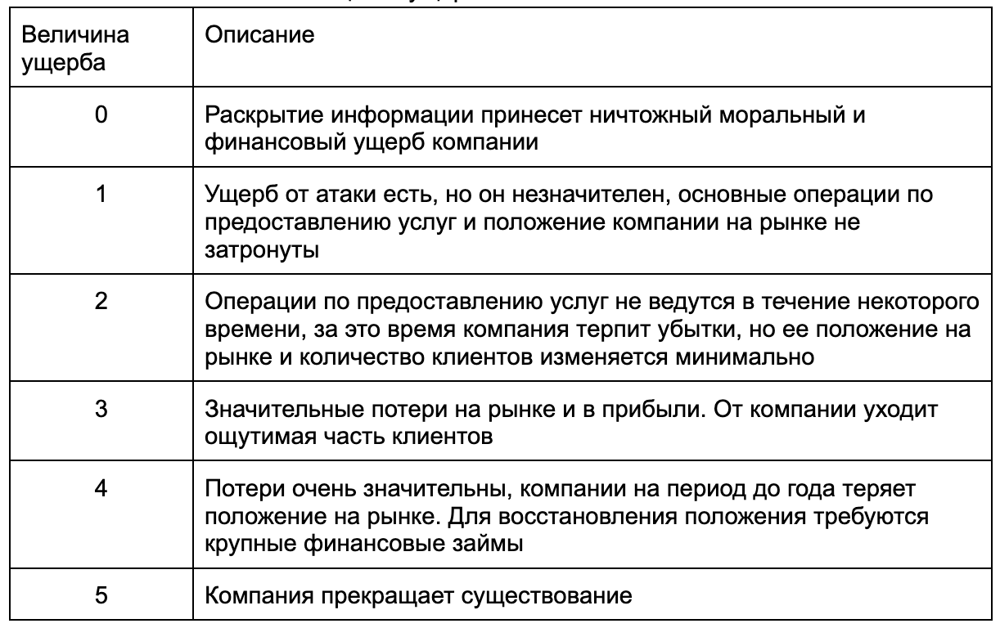 Величина
ущерба
Описание
0
Раскрытие информации принесет ничтожный моральный и
финансовый ущерб компании
1
Ущерб от атаки есть, но он незначителен, основные операции по
предоставлению услуг и положение компании на рынке не
затронуты
2
Операции по предоставлению услуг не ведутся в течение некоторого
времени, за это время компания терпит убытки, но ее положение на
рынке и количество клиентов изменяется минимально
3
Значительные потери на рынке и в прибыли. От компании уходит
ощутимая часть клиентов
4
Потери очень значительны, компании на период до года теряет
положение на рынке. Для восстановления положения требуются
крупные финансовые займы
5
Компания прекращает существование